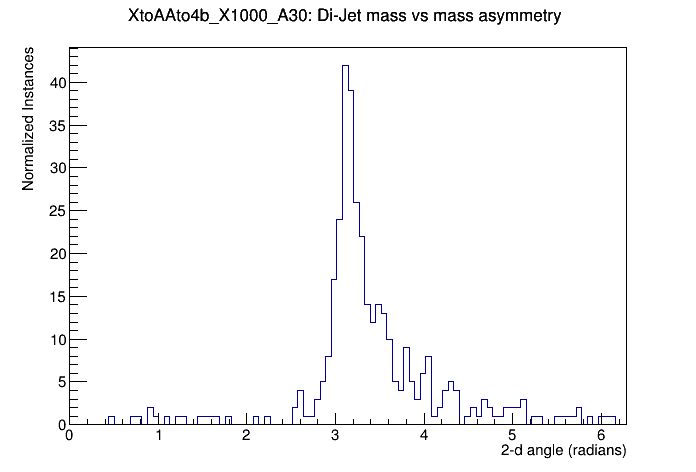 XtoAAto4b_X1000_A30: Di-Jet mass vs mass asymmetry
Normalized Instances
40
35
30
25
20
15
10
5
0
0 1 2 3 4 5 6
2-d angle (radians)